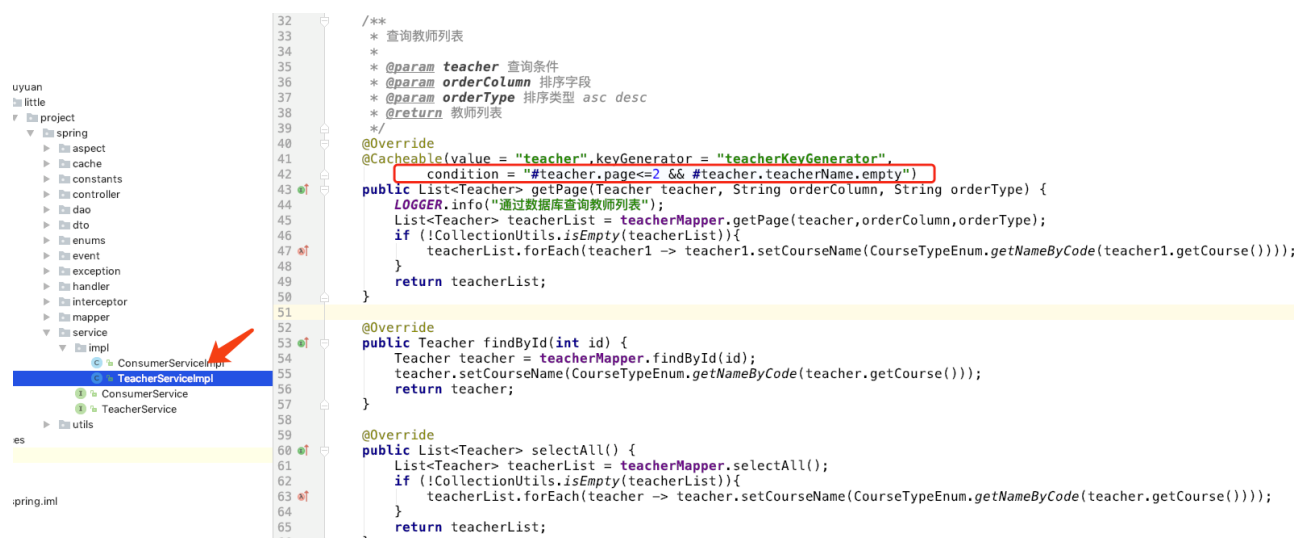 uyuan
little
project
spring
aspect
cache
constants
controller
dao
dto
enums
event
exception
handler
interceptor
mapper
service
impl
ConsumerServiceImpl
TeacherServiceImpl
ConsumerService
TeacherService
utils
es
spring.iml
32 /**
33 * 查询教师列表
34 *
35 * @param teacher 查询条件
36 * @param orderColumn 排序字段
37 * @param orderType 排序类型 asc desc
38 * @return 教师列表
39 */
40 @Override
41 @Cacheable(value = "teacher",keyGenerator = "teacherKeyGenerator",
42 condition = "#teacher.page<=2 && #teacher.teacherName.empty")
43 public List<Teacher> getPage(Teacher teacher, String orderColumn, String orderType) {
44 LOGGER.info("通过数据库查询教师列表");
45 List<Teacher> teacherList = teacherMapper.getPage(teacher,orderColumn,orderType);
46 if (!CollectionUtils.isEmpty(teacherList)){
47 teacherList.forEach(teacher1 -> teacher1.setCourseName(CourseTypeEnum.getNameByCode(teacher1.getCourse())));
48 }
49 return teacherList;
50 }
51
52 @Override
53 public Teacher findById(int id) {
54 Teacher teacher = teacherMapper.findById(id);
55 teacher.setCourseName(CourseTypeEnum.getNameByCode(teacher.getCourse()));
56 return teacher;
57 }
58
59 @Override
60 public List<Teacher> selectAll() {
61 List<Teacher> teacherList = teacherMapper.selectAll();
62 if (!CollectionUtils.isEmpty(teacherList)){
63 teacherList.forEach(teacher -> teacher.setCourseName(CourseTypeEnum.getNameByCode(teacher.getCourse())));
64 }
65 return teacherList;